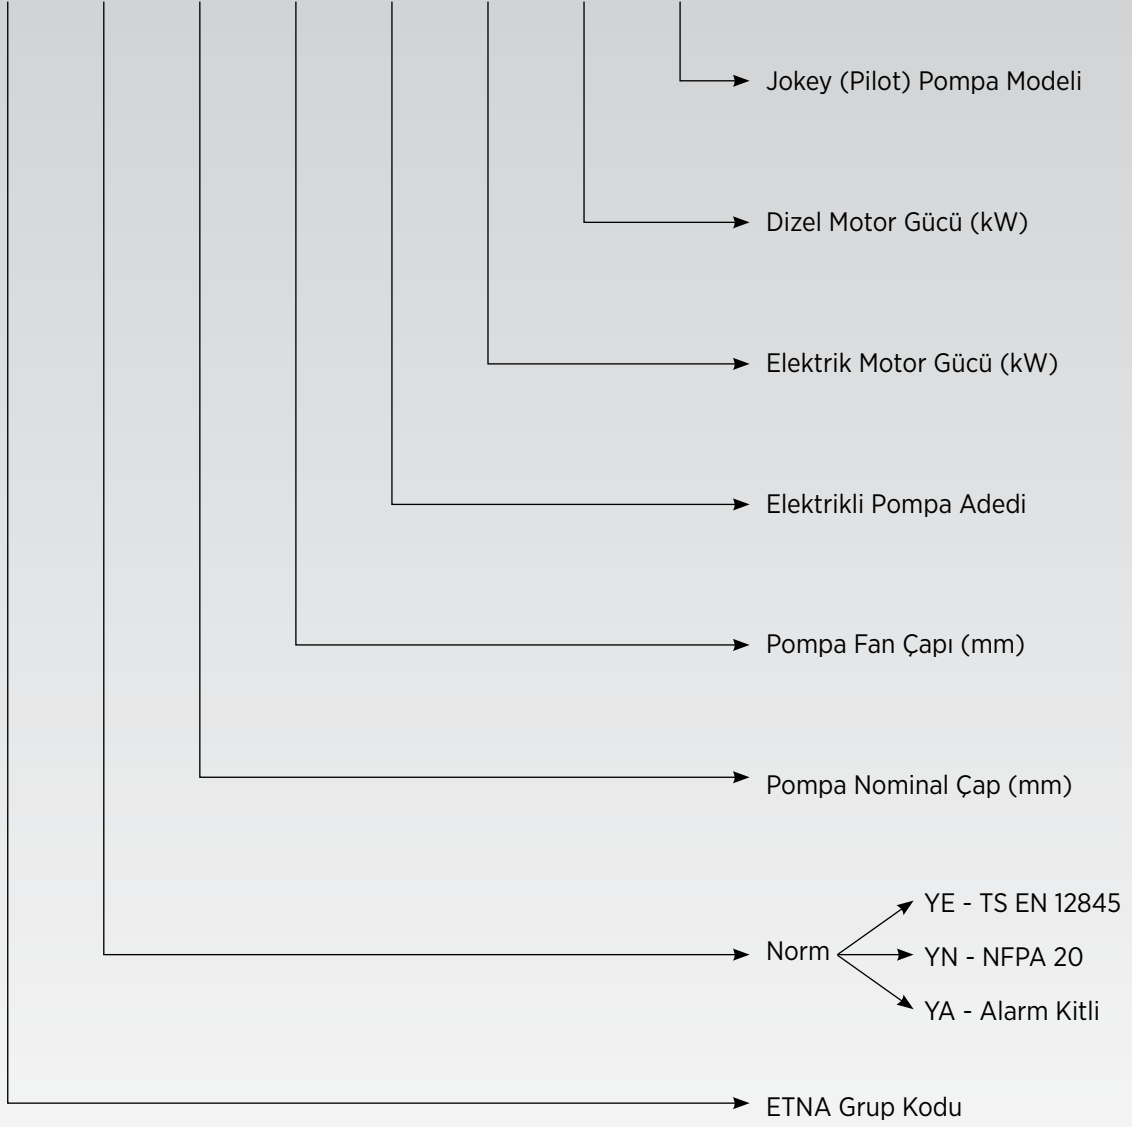 Jokey (Pilot) Pompa Modeli
Dizel Motor Gücü (kW)
Elektrik Motor Gücü (kW)
Elektrikli Pompa Adedi
Pompa Fan Çapı (mm)
Pompa Nominal Çap (mm)
YE - TS EN 12845
Norm
YN - NFPA 20
YA - Alarm Kitli
ETNA Grup Kodu